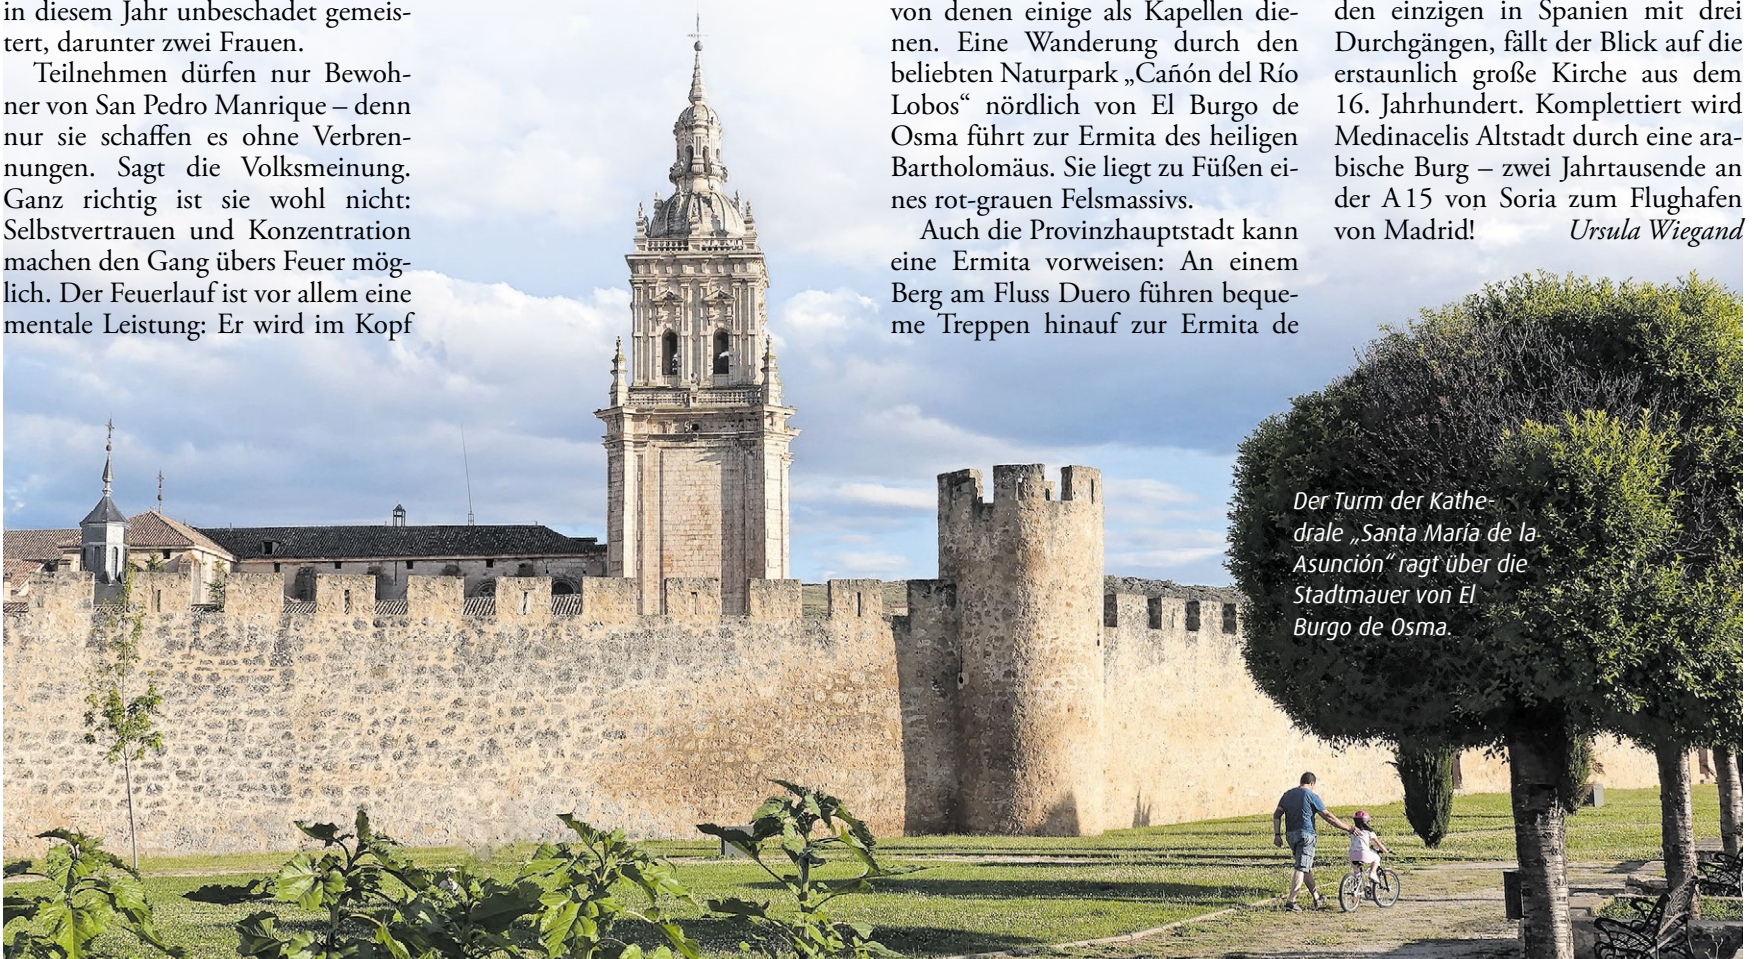 in diesem Jahr unbeschadet gemeis-
tert, darunter zwei Frauen.
Teilnehmen dürfen nur Bewoh-
ner von San Pedro Manrique – denn
nur sie schaffen es ohne Verbren-
nungen. Sagt die Volksmeinung.
Ganz richtig ist sie wohl nicht:
Selbstvertrauen und Konzentration
machen den Gang übers Feuer mög-
lich. Der Feuerlauf ist vor allem eine
mentale Leistung: Er wird im Kopf
von denen einige als Kapellen die-
nen. Eine Wanderung durch den
beliebten Naturpark „Cañón del Río
Lobos“ nördlich von El Burgo de
Osma führt zur Ermita des heiligen
Bartholomäus. Sie liegt zu Füßen ei-
nes rot-grauen Felsmassivs.
Auch die Provinzhauptstadt kann
eine Ermita vorweisen: An einem
Berg am Fluss Duero führen beque-
me Treppen hinauf zur Ermita de
den einzigen in Spanien mit drei
Durchgängen, fällt der Blick auf die
erstaunlich große Kirche aus dem
16. Jahrhundert. Komplettiert wird
Medinacelis Altstadt durch eine ara-
bische Burg – zwei Jahrtausende an
der A 15 von Soria zum Flughafen
von Madrid! Ursula Wiegand
Der Turm der Kathe-
drale „Santa María de la
Asunción“ ragt über die
Stadtmauer von El
Burgo de Osma.